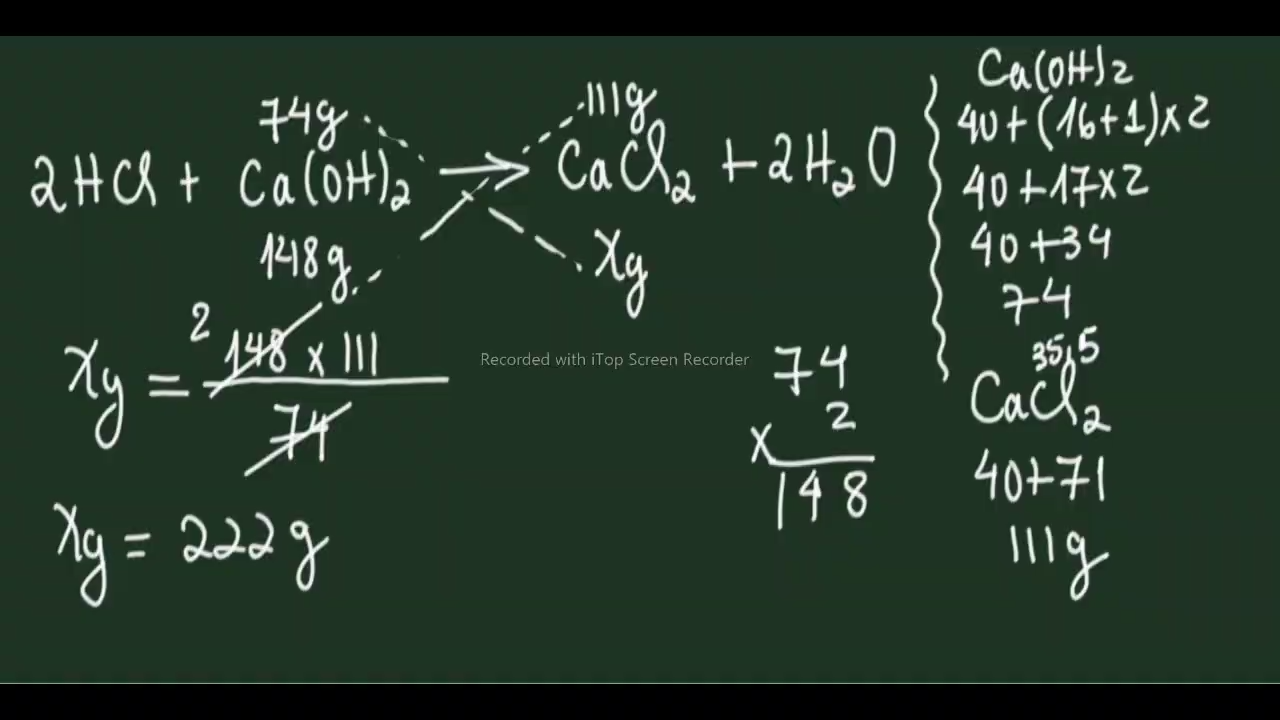 74g 111g
2HCl + Ca(OH)₂ → CaCl₂ + 2H₂O
148g Xg
2
Xg = 148 x 111
74
Xg = 222g
Recorded with iTop Screen Recorder
74
x 2
148
Ca(OH)₂
40+(16+1)x2
40+17x2
40+34
74
35,5
CaCl₂
40+71
111g